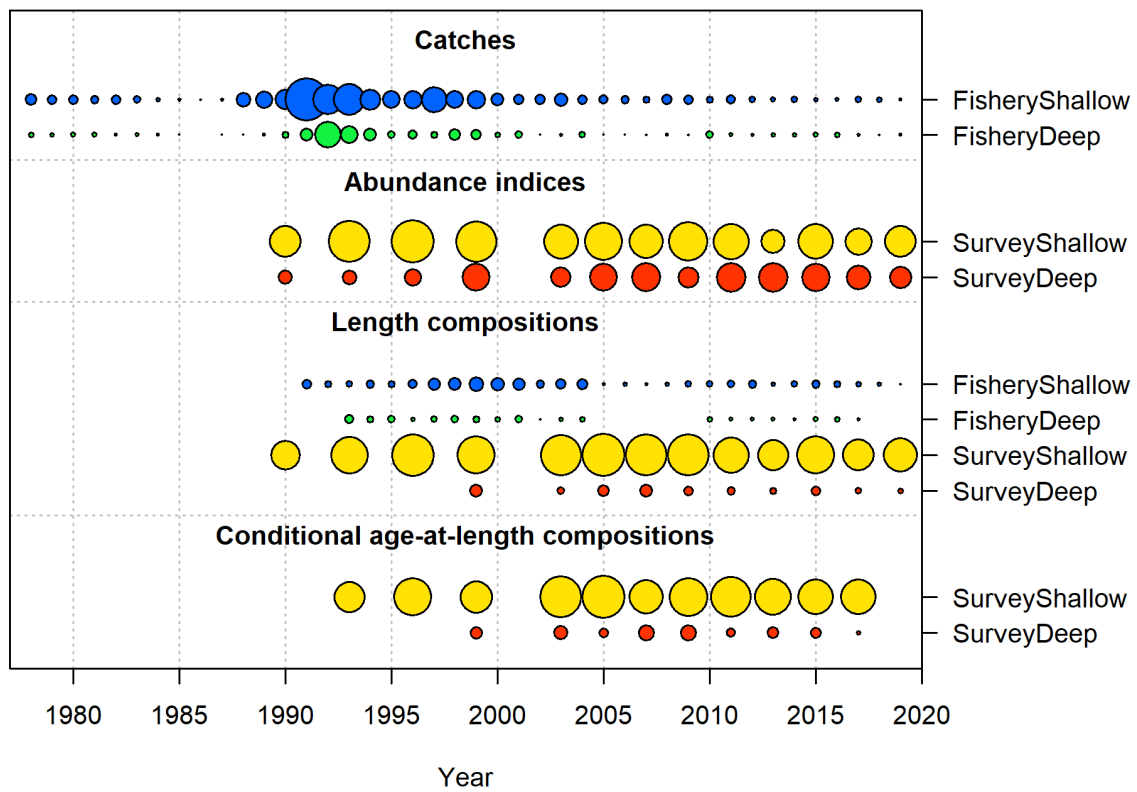 Catches
FisheryShallow
FisheryDeep
Abundance indices
SurveyShallow
SurveyDeep
Length compositions
FisheryShallow
FisheryDeep
SurveyShallow
SurveyDeep
Conditional age-at-length compositions
SurveyShallow
SurveyDeep
1980 1985 1990 1995 2000 2005 2010 2015 2020
Year